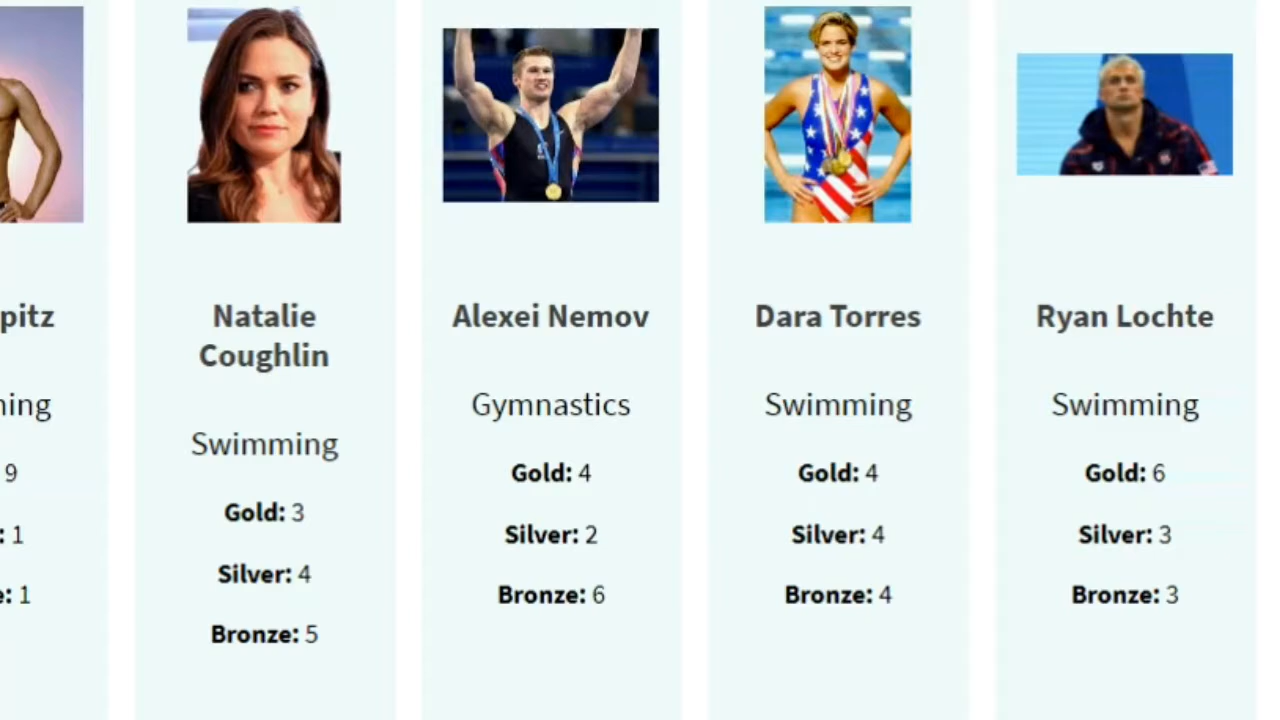 pitz
ning
9
: 1
e: 1
Natalie
Coughlin
Swimming
Gold: 3
Silver: 4
Bronze: 5
Alexei Nemov
Gymnastics
Gold: 4
Silver: 2
Bronze: 6
Dara Torres
Swimming
Gold: 4
Silver: 4
Bronze: 4
Ryan Lochte
Swimming
Gold: 6
Silver: 3
Bronze: 3